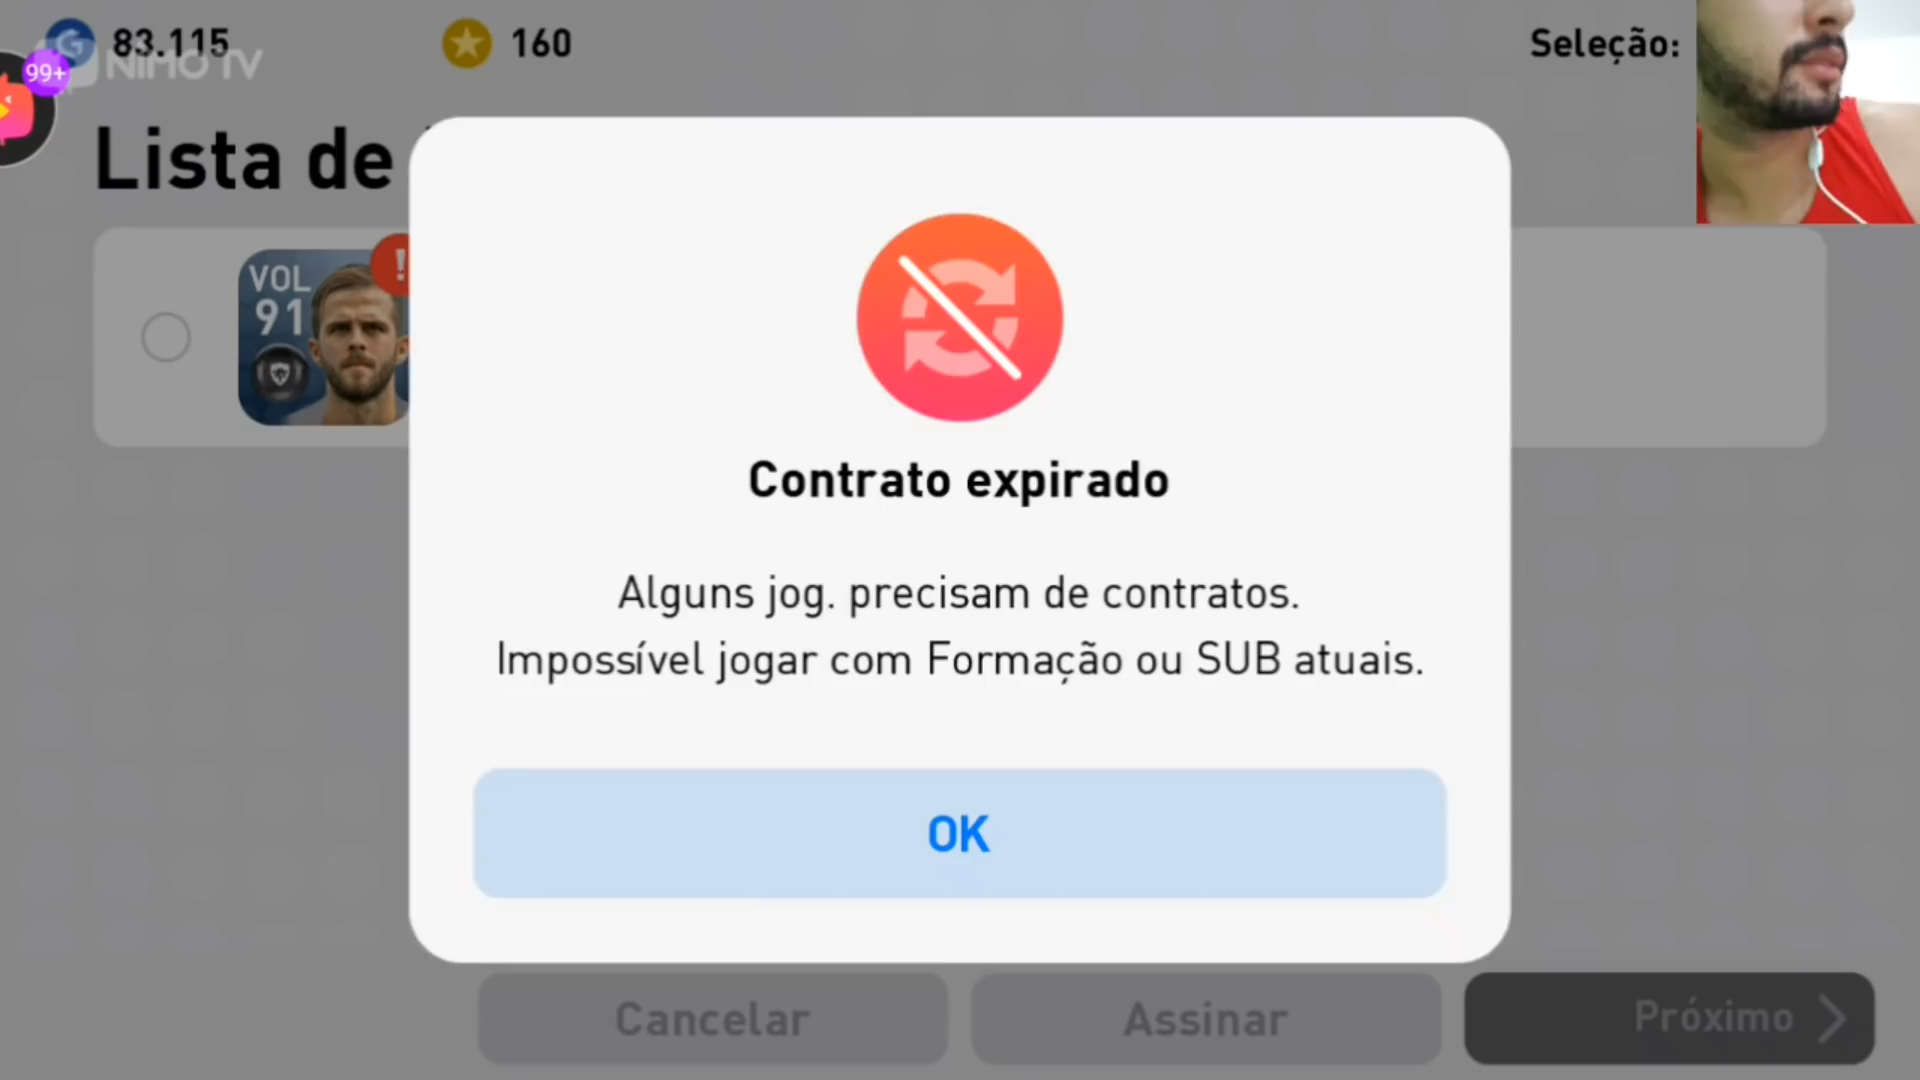 83.115
160
Seleção:
99+
NIMO TV
Lista de
VOL
91
!
Contrato expirado
Alguns jog. precisam de contratos.
Impossível jogar com Formação ou SUB atuais.
OK
Cancelar
Assinar
Próximo